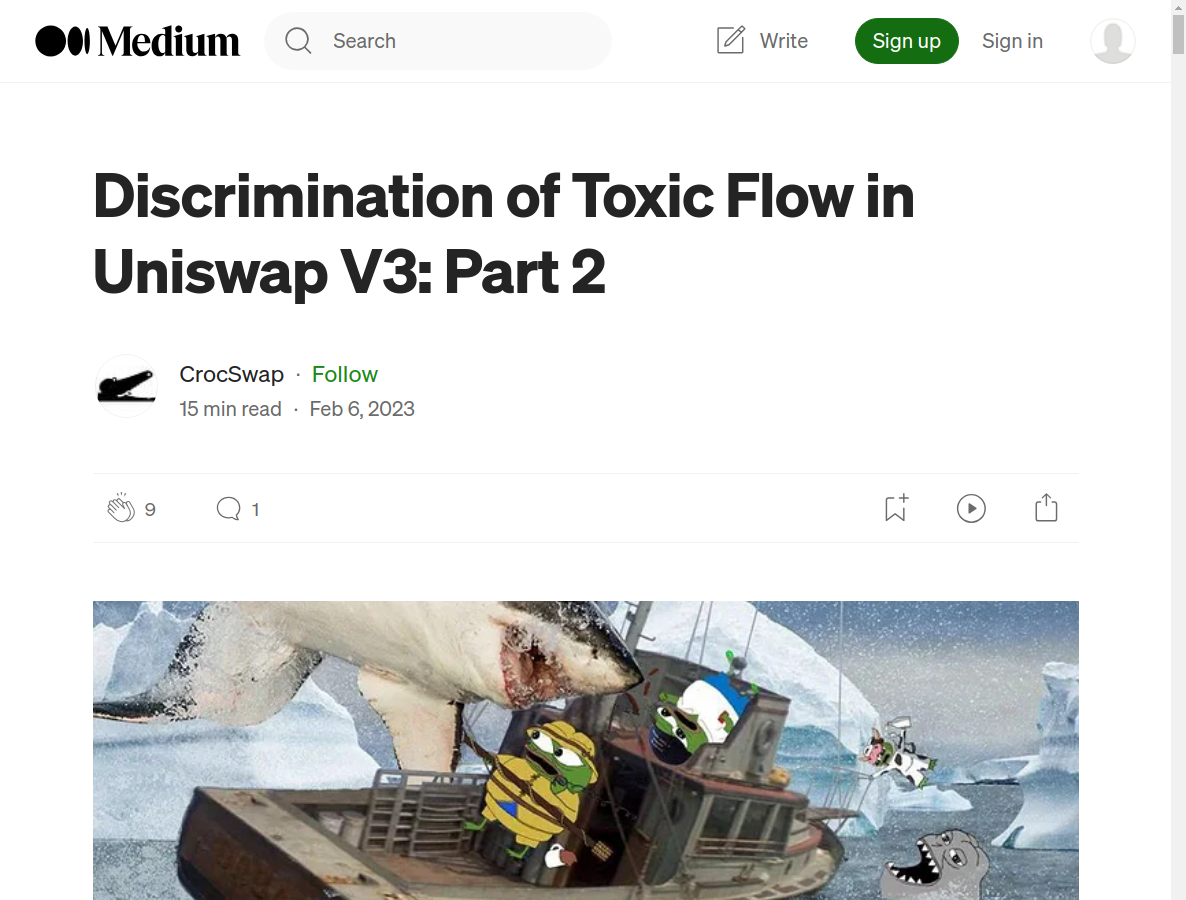 Medium
Search
Write
Sign up
Sign in
Discrimination of Toxic Flow in
Uniswap V3: Part 2
CrocSwap · Follow
15 min read · Feb 6, 2023
9
1